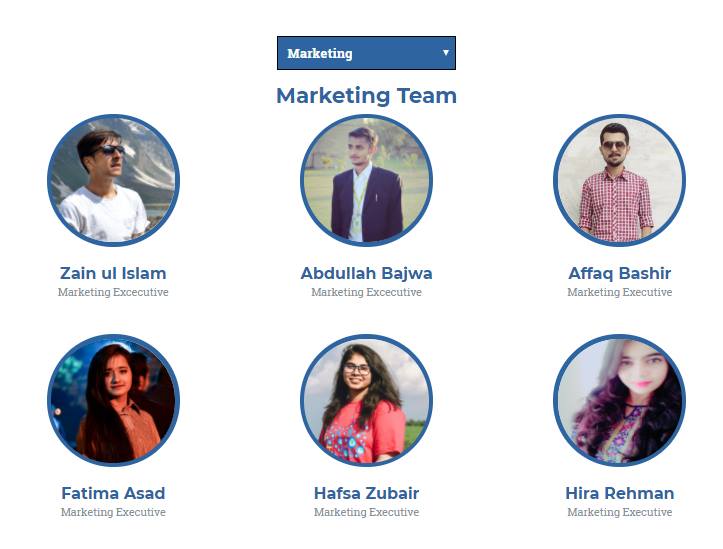 Marketing
Marketing Team
Zain ul Islam
Abdullah Bajwa
Affaq Bashir
Marketing Excecutive
Marketing Excecutive
Marketing Executive
Fatima Asad
Hafsa Zubair
Hira Rehman
Marketing Executive
Marketing Executive
Marketing Executive